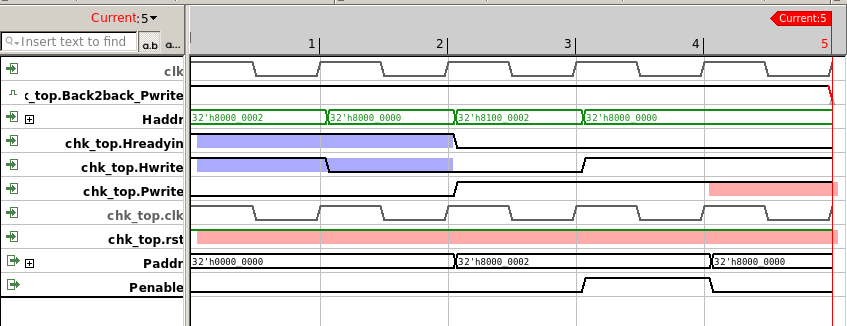 Current:5
Current:5
Insert text to find
a.b
a...
1 2 3 4 5
clk
:_top.Back2back_Pwrite
Haddr 32'h8000_0002 32'h8000_0000 32'h8100_0002 32'h8000_0000
chk_top.Hreadyin
chk_top.Hwrite
chk_top.Pwrite
chk_top.clk
chk_top.rst
Paddr 32'h0000_0000 32'h8000_0002 32'h8000_0000
Penable